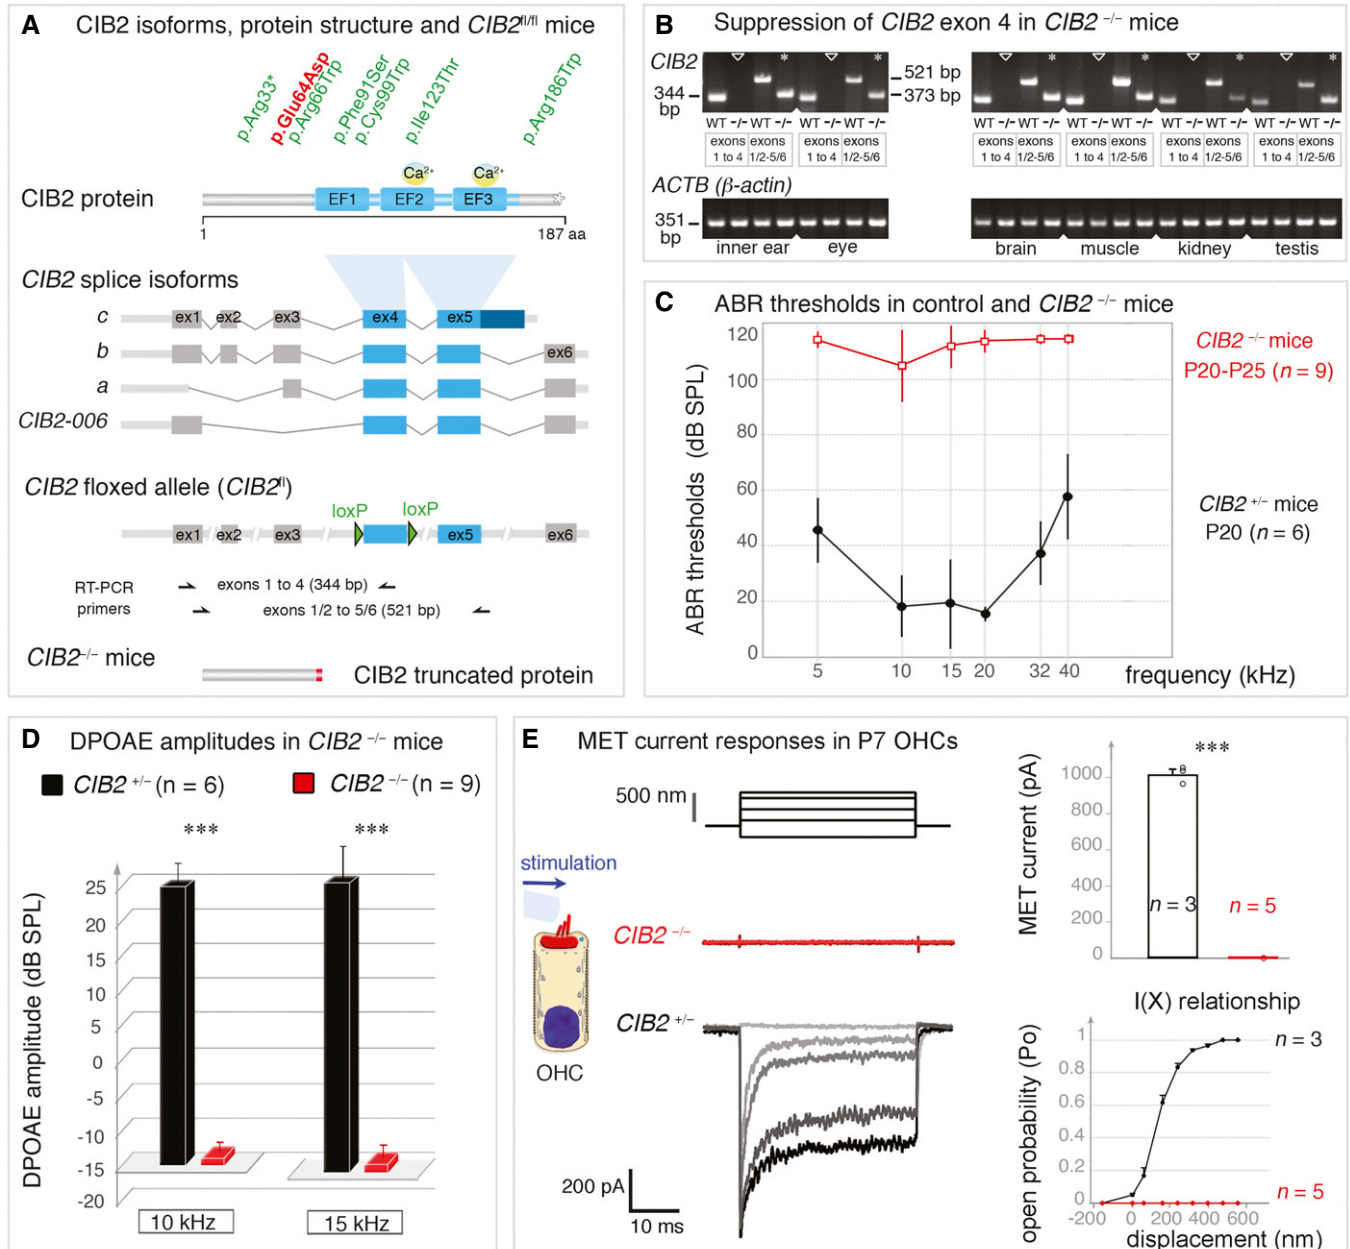 A CIB2 isoforms, protein structure and CIB2fl/fl mice
p.Arg33*
p.Glu64Asp
p.Arg66Trp
p.Phe91Ser
p.Cys99Trp
p.Ile123Thr
p.Arg186Trp
Ca2+ Ca2+
CIB2 protein EF1 EF2 EF3
1 187 aa
CIB2 splice isoforms
c ex1 ex2 ex3 ex4 ex5
b ex6
a
CIB2-006
CIB2 floxed allele (CIB2fl)
loxP loxP
ex1 ex2 ex3 ex5 ex6
RT-PCR primers
exons 1 to 4 (344 bp)
exons 1/2 to 5/6 (521 bp)
CIB2-/- mice CIB2 truncated protein
B Suppression of CIB2 exon 4 in CIB2 -/- mice
CIB2 * * * * * *
344 bp
521 bp
373 bp
WT -/- WT -/- WT -/- WT -/- WT -/- WT -/- WT -/- WT -/- WT -/- WT -/- WT -/- WT -/-
exons exons exons exons exons exons exons exons exons exons exons exons
1 to 4 1/2-5/6 1 to 4 1/2-5/6 1 to 4 1/2-5/6 1 to 4 1/2-5/6 1 to 4 1/2-5/6 1 to 4 1/2-5/6
ACTB (β-actin)
351 bp
inner ear eye brain muscle kidney testis
C ABR thresholds in control and CIB2 -/- mice
ABR thresholds (dB SPL)
120
100
80
60
40
20
0
5 10 15 20 32 40 frequency (kHz)
CIB2 -/- mice
P20-P25 (n = 9)
CIB2 +/- mice
P20 (n = 6)
D DPOAE amplitudes in CIB2 -/- mice
CIB2 +/- (n = 6) CIB2 -/- (n = 9)
*** ***
DPOAE amplitude (dB SPL)
25
20
15
10
5
0
-5
-10
-15
-20
10 kHz 15 kHz
E MET current responses in P7 OHCs
500 nm
stimulation
OHC
CIB2 -/-
CIB2 +/-
200 pA
10 ms
***
MET current (pA)
1000
800
600
400
200
0
n = 3 n = 5
I(X) relationship
open probability (Po)
1
0.8
0.6
0.4
0.2
0
n = 3
n = 5
-200 0 200 400 600
displacement (nm)